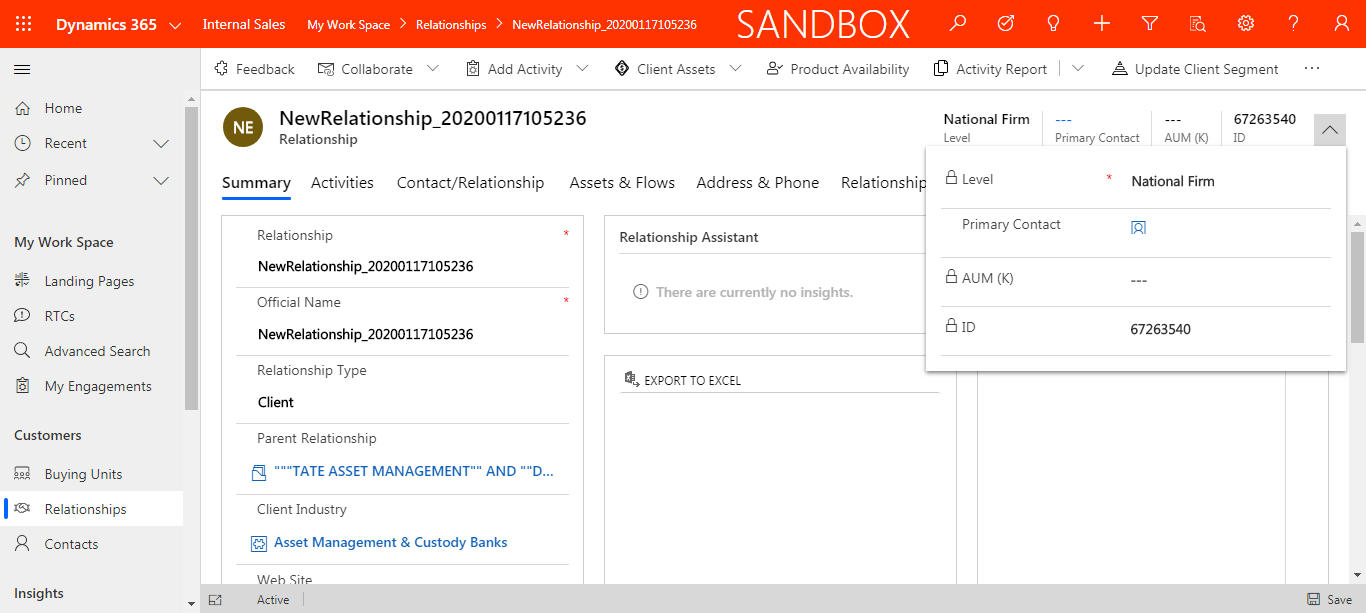 Dynamics 365 Internal Sales My Work Space Relationships NewRelationship_20200117105236 SANDBOX
Feedback Collaborate Add Activity Client Assets Product Availability Activity Report Update Client Segment
Home
Recent
Pinned
My Work Space
Landing Pages
RTCs
Advanced Search
My Engagements
Customers
Buying Units
Relationships
Contacts
Insights
NE
NewRelationship_20200117105236
Relationship
National Firm
Level
---
Primary Contact
---
AUM (K)
67263540
ID
Summary Activities Contact/Relationship Assets & Flows Address & Phone Relationship
Relationship *
NewRelationship_20200117105236
Official Name *
NewRelationship_20200117105236
Relationship Type
Client
Parent Relationship
"""TATE ASSET MANAGEMENT"" AND ""D...
Client Industry
Asset Management & Custody Banks
Web Site
Relationship Assistant
There are currently no insights.
EXPORT TO EXCEL
Level * National Firm
Primary Contact
AUM (K) ---
ID 67263540
Active
Save